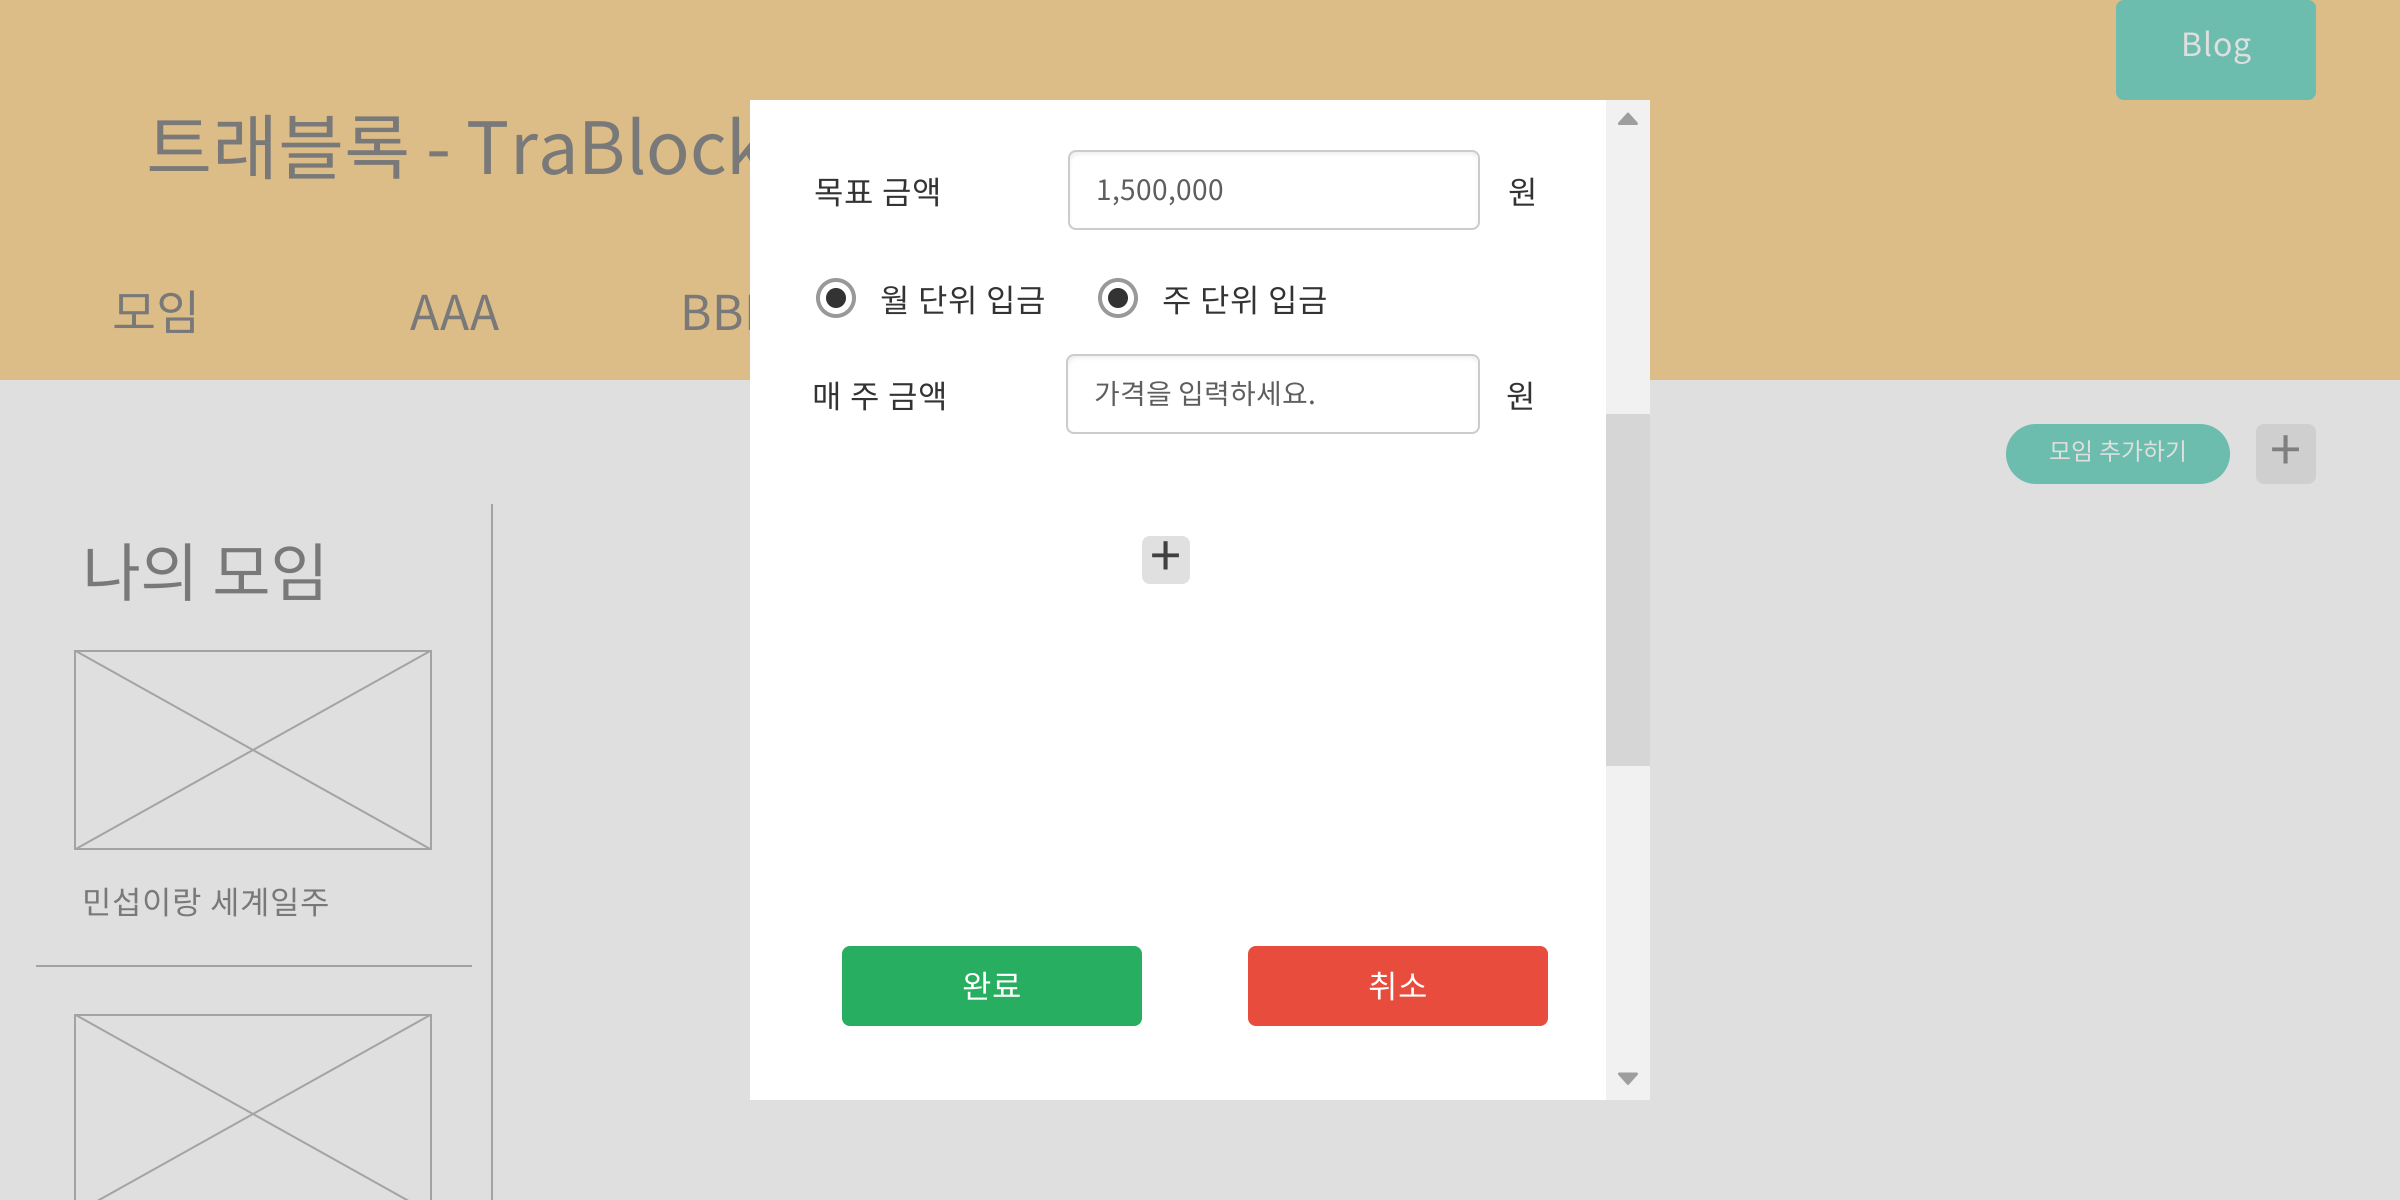 Blog
트래블록 - TraBlock
모임
AAA
목표 금액
1,500,000
원
월 단위 입금
주 단위 입금
매 주 금액
가격을 입력하세요.
원
+
완료
취소
모임 추가하기
+
나의 모임
민섭이랑 세계일주